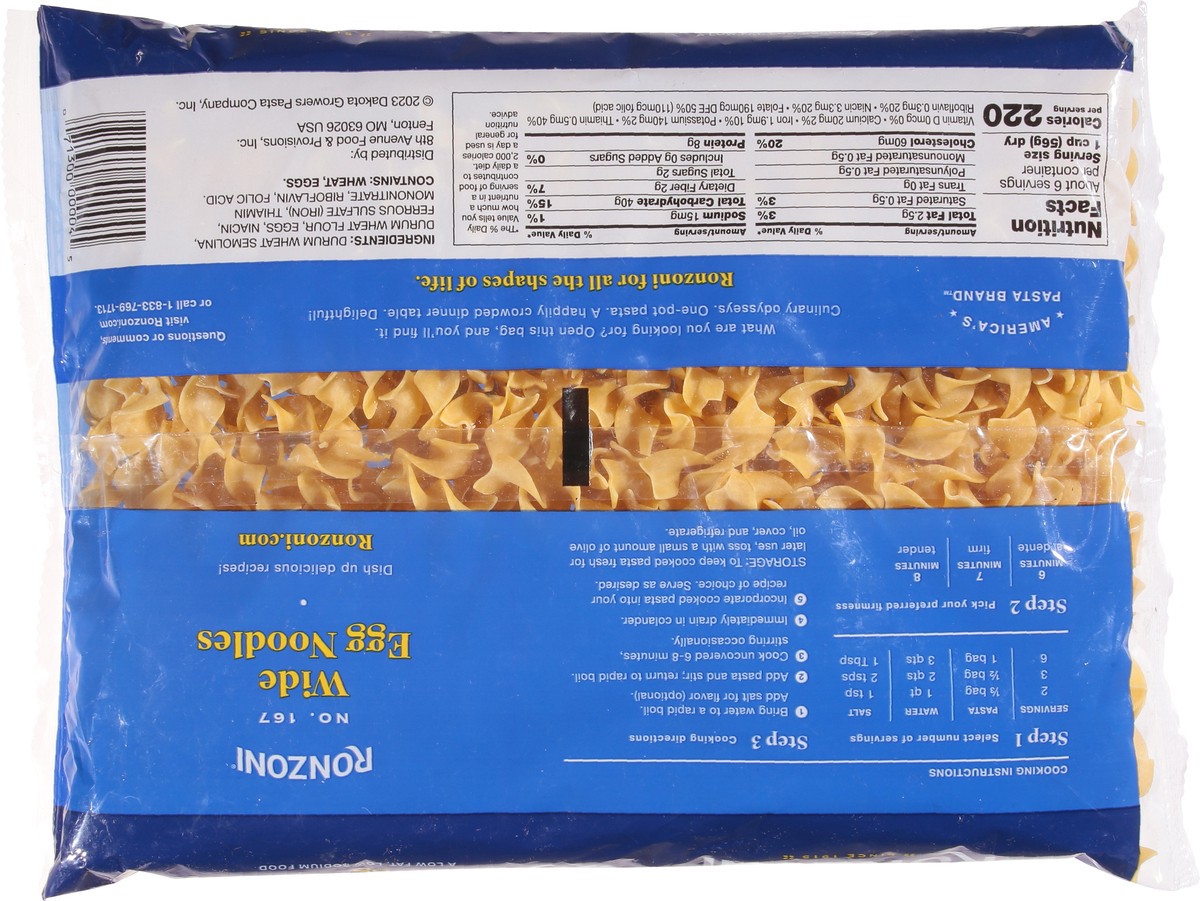 A LOW FAT, LOW SODIUM FOOD
SINCE 1915
COOKING INSTRUCTIONS
Step 1 Select number of servings
SERVINGS PASTA WATER SALT
2 ⅓ bag 1 qt 1 tsp
3 ½ bag 2 qts 2 tsps
6 1 bag 3 qts 1 Tbsp
Step 2 Pick your preferred firmness
6 MINUTES al dente
7 MINUTES firm
8 MINUTES tender
Step 3 Cooking directions
1 Bring water to a rapid boil.
Add salt for flavor (optional).
2 Add pasta and stir; return to rapid boil.
3 Cook uncovered 6-8 minutes,
stirring occasionally.
4 Immediately drain in colander.
5 Incorporate cooked pasta into your
recipe of choice. Serve as desired.
STORAGE: To keep cooked pasta fresh for
later use, toss with a small amount of olive
oil, cover, and refrigerate.
RONZONI®
NO. 167
Wide
Egg Noodles
•
Dish up delicious recipes!
Ronzoni.com
AMERICA'S
PASTA BRAND™
What are you looking for? Open this bag, and you'll find it.
Culinary odysseys. One-pot pasta. A happily crowded dinner table. Delightful!
Ronzoni for all the shapes of life.
Questions or comments,
visit Ronzoni.com
or call 1-833-769-1713.
Nutrition
Facts
About 6 servings
per container
Serving size
1 cup (56g) dry
Calories 220
per serving
Amount/serving % Daily Value*
Total Fat 2.5g 3%
Saturated Fat 0.5g 3%
Trans Fat 0g
Polyunsaturated Fat 0.5g
Monounsaturated Fat 0.5g
Cholesterol 60mg 20%
Amount/serving % Daily Value*
Sodium 15mg 1%
Total Carbohydrate 40g 15%
Dietary Fiber 2g 7%
Total Sugars 2g
Includes 0g Added Sugars 0%
Protein 8g
Vitamin D 0mcg 0% • Calcium 20mg 2% • Iron 1.9mg 10% • Potassium 140mg 2% • Thiamin 0.5mg 40%
Riboflavin 0.3mg 20% • Niacin 3.3mg 20% • Folate 190mcg DFE 50% (110mcg folic acid)
*The % Daily
Value tells you
how much a
nutrient in a
serving of food
contributes to
a daily diet.
2,000 calories
a day is used
for general
nutrition
advice.
INGREDIENTS: DURUM WHEAT SEMOLINA,
DURUM WHEAT FLOUR, EGGS, NIACIN,
FERROUS SULFATE (IRON), THIAMIN
MONONITRATE, RIBOFLAVIN, FOLIC ACID.
CONTAINS: WHEAT, EGGS.
Distributed by:
8th Avenue Food & Provisions, Inc.
Fenton, MO 63026 USA
© 2023 Dakota Growers Pasta Company, Inc.
SINCE 1915